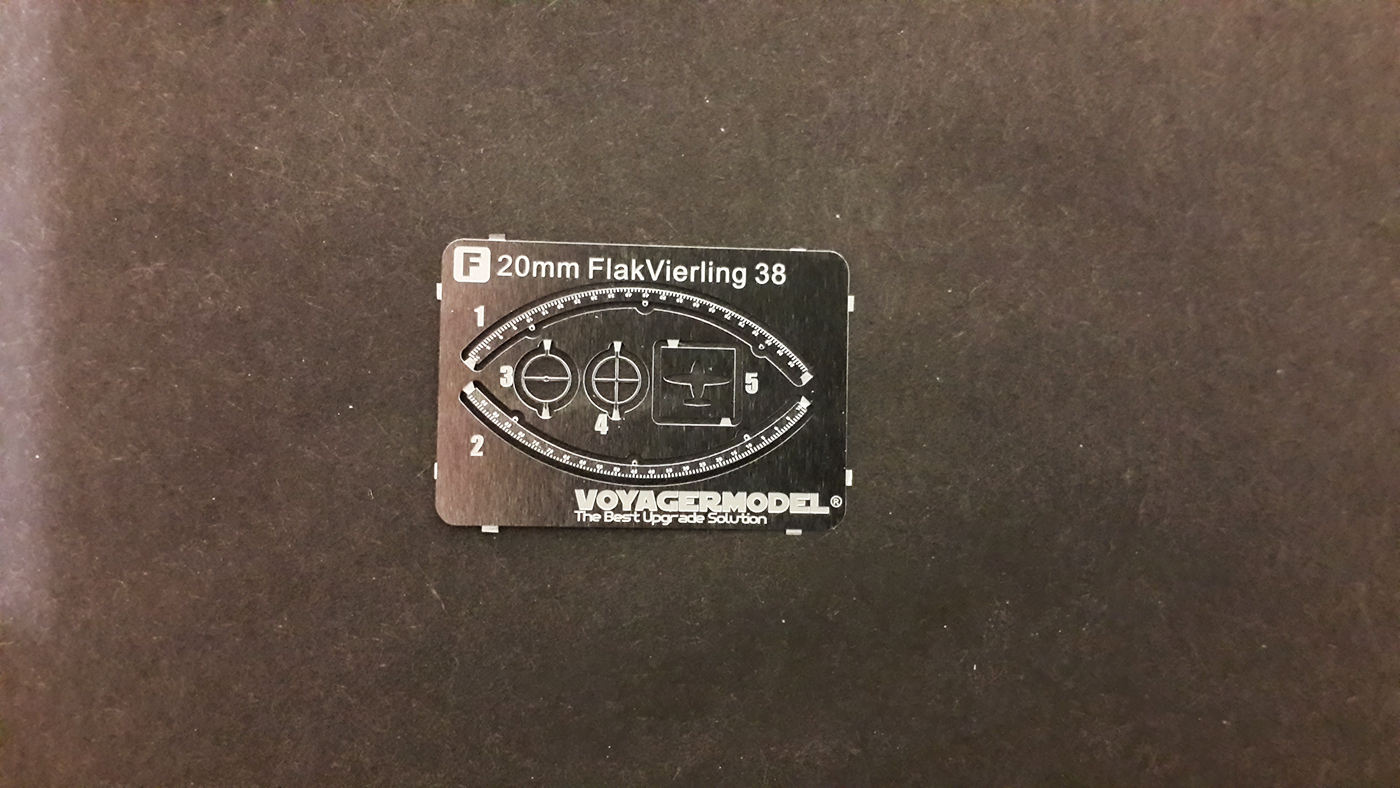 F 20mm FlakVierling 38
1
3
4
5
2
VOYAGERMODEL®
The Best Upgrade Solution